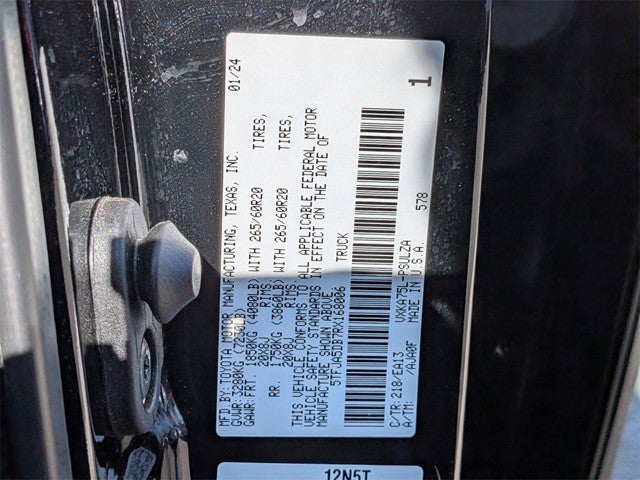 MFD.BY:TOYOTA MOTOR MANUFACTURING, TEXAS, INC. 01/24
GVWR:3280KG (7230LB)
GAWR:FRT. 1850KG (4080LB) WITH 265/60R20 TIRES,
20X8J RIMS,
RR. 1750KG (3860LB) WITH 265/60R20 TIRES,
20X8J RIMS,
THIS VEHICLE CONFORMS TO ALL APPLICABLE FEDERAL MOTOR
VEHICLE SAFETY STANDARDS IN EFFECT ON THE DATE OF
MANUFACTURE SHOWN ABOVE.
5TFJA5DB7RX168006 TRUCK
VXKA75L-PSULZA 578
C/TR:218/EA13 MADE IN U.S.A.
A/TM: /AJA0F 1
12N5T